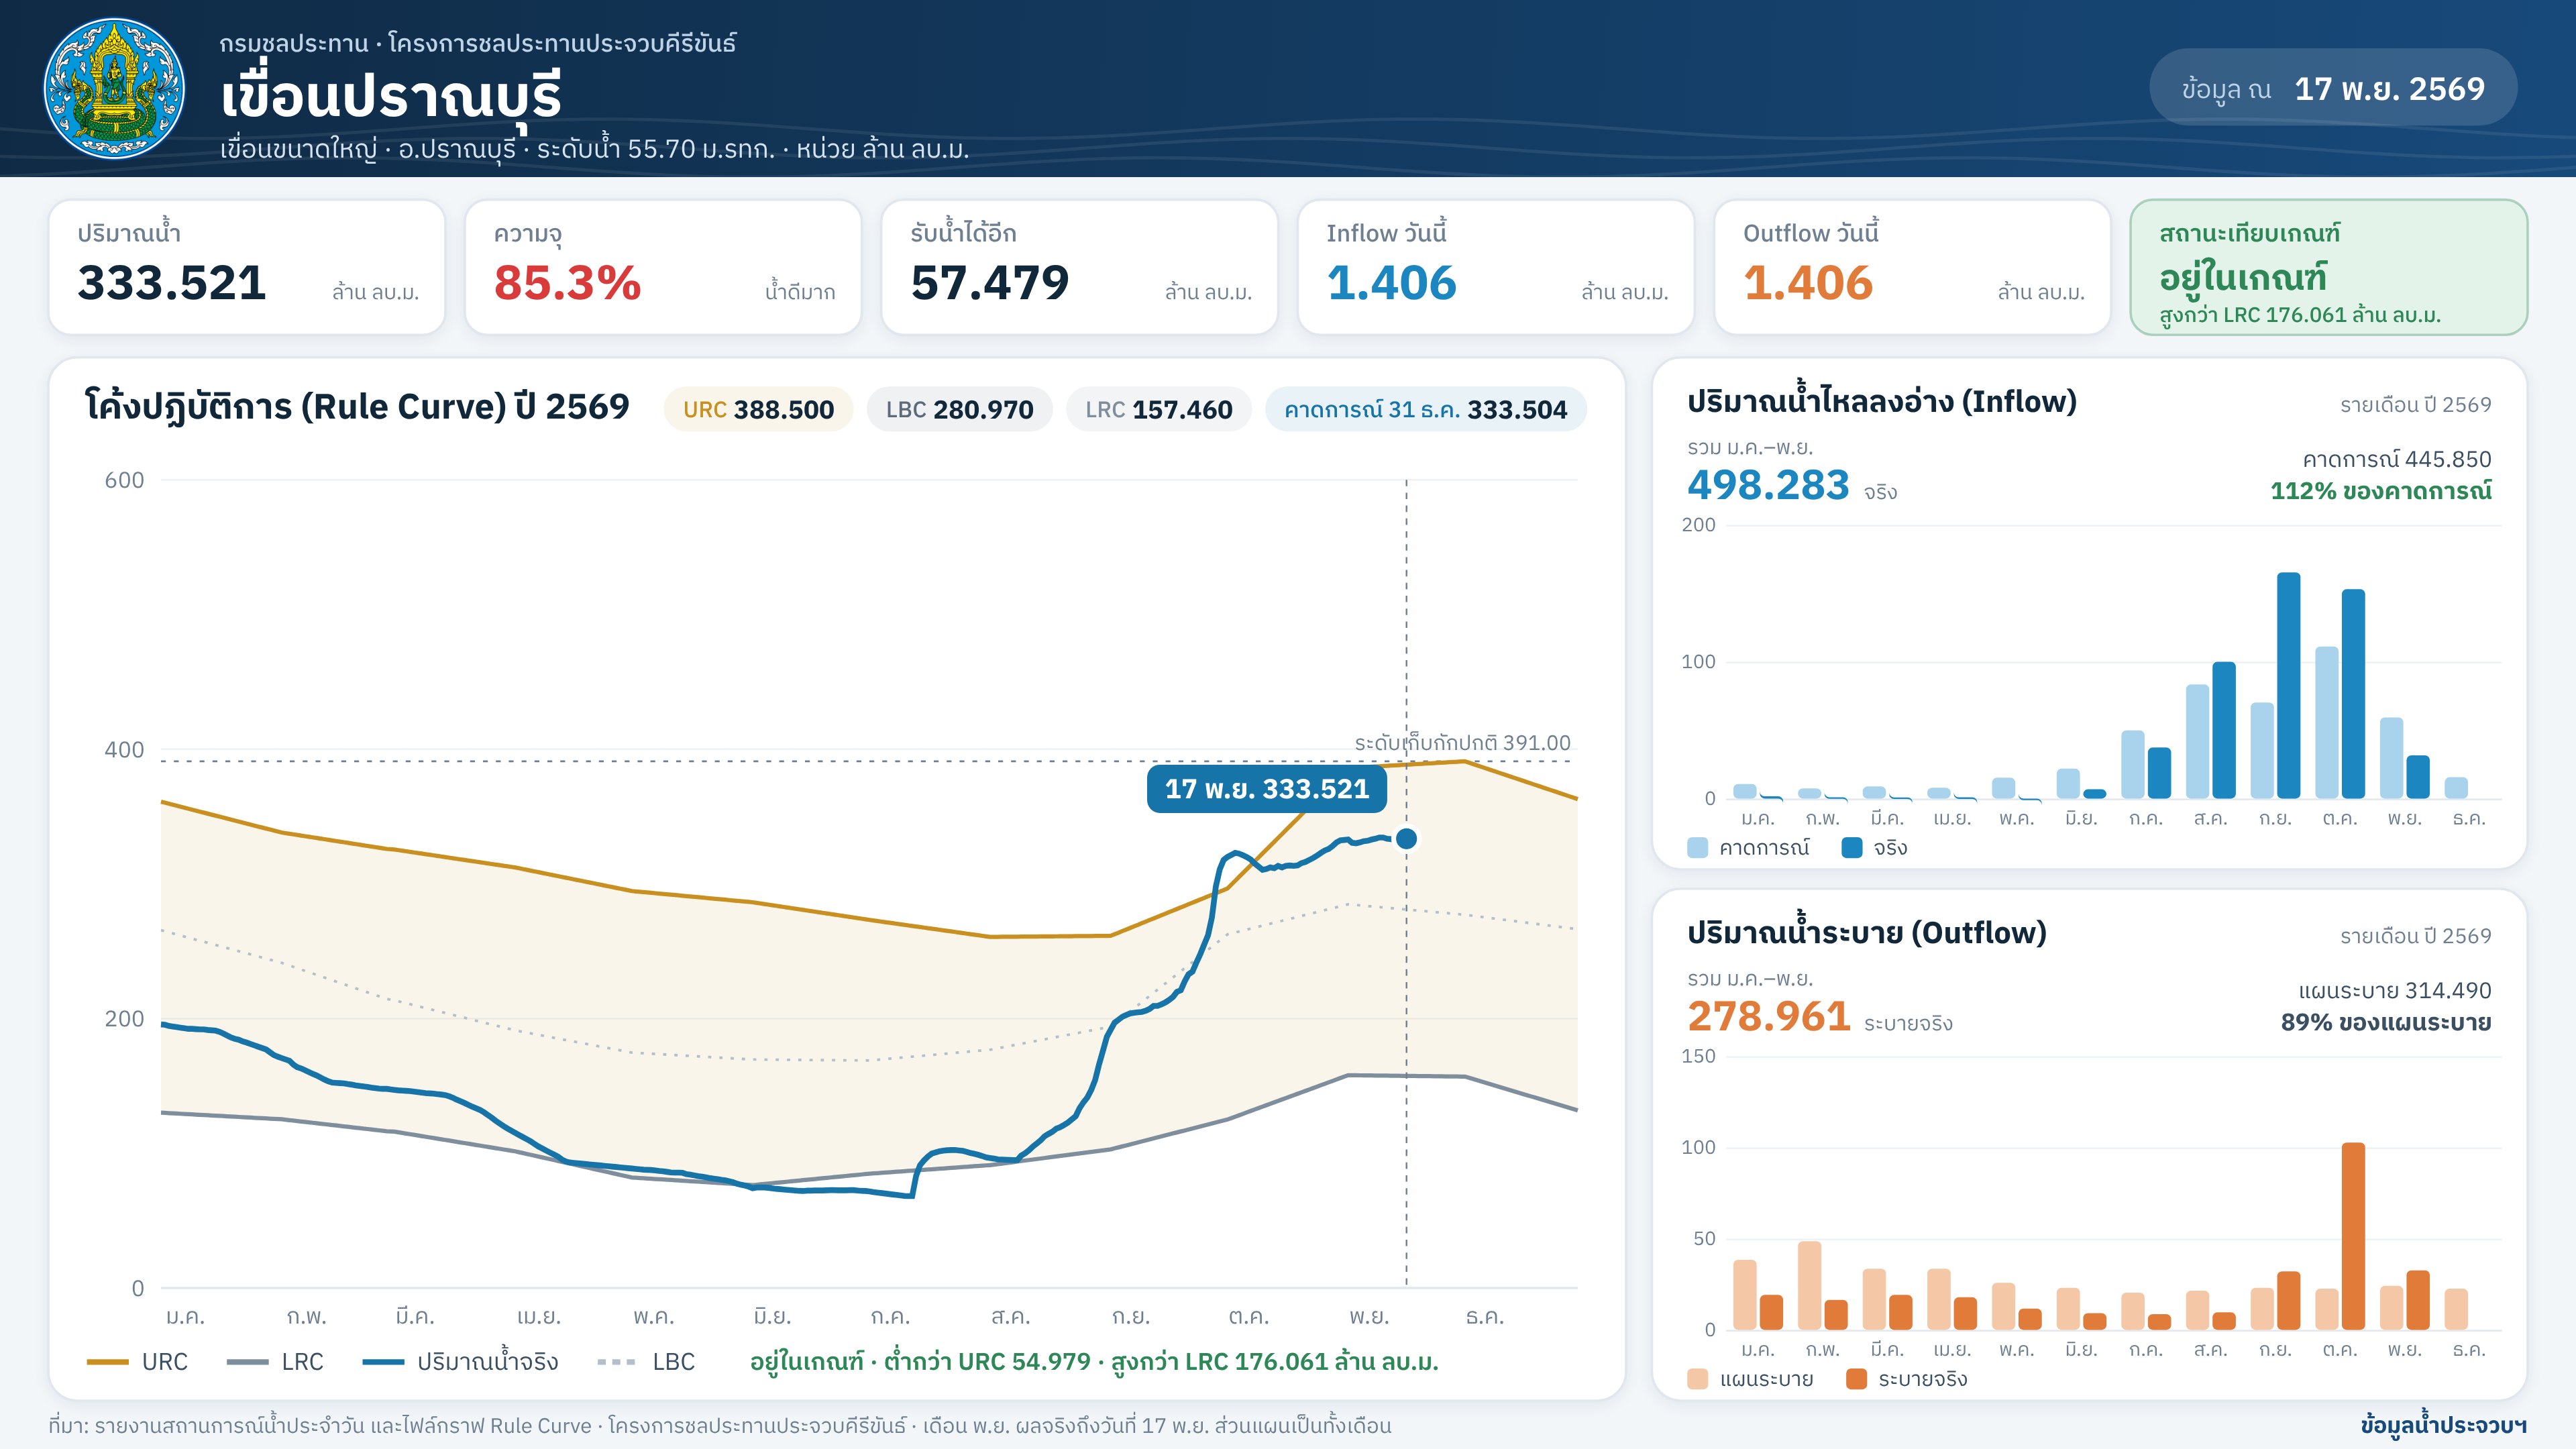 กรมชลประทาน · โครงการชลประทานประจวบคีรีขันธ์
เขื่อนปราณบุรี
เขื่อนขนาดใหญ่ · อ.ปราณบุรี · ระดับน้ำ 55.70 ม.รทก. · หน่วย ล้าน ลบ.ม.
ข้อมูล ณ 17 พ.ย. 2569
ปริมาณน้ำ
333.521 ล้าน ลบ.ม.
ความจุ
85.3% น้ำดีมาก
รับน้ำได้อีก
57.479 ล้าน ลบ.ม.
Inflow วันนี้
1.406 ล้าน ลบ.ม.
Outflow วันนี้
1.406 ล้าน ลบ.ม.
สถานะเทียบเกณฑ์
อยู่ในเกณฑ์
สูงกว่า LRC 176.061 ล้าน ลบ.ม.
โค้งปฏิบัติการ (Rule Curve) ปี 2569
URC 388.500
LBC 280.970
LRC 157.460
คาดการณ์ 31 ธ.ค. 333.504
600
400
200
0
ระดับเก็บกักปกติ 391.00
17 พ.ย. 333.521
ม.ค. ก.พ. มี.ค. เม.ย. พ.ค. มิ.ย. ก.ค. ส.ค. ก.ย. ต.ค. พ.ย. ธ.ค.
URC LRC ปริมาณน้ำจริง LBC
อยู่ในเกณฑ์ · ต่ำกว่า URC 54.979 · สูงกว่า LRC 176.061 ล้าน ลบ.ม.
ปริมาณน้ำไหลลงอ่าง (Inflow)
รายเดือน ปี 2569
รวม ม.ค.–พ.ย.
498.283 จริง
คาดการณ์ 445.850
112% ของคาดการณ์
200
100
0
ม.ค. ก.พ. มี.ค. เม.ย. พ.ค. มิ.ย. ก.ค. ส.ค. ก.ย. ต.ค. พ.ย. ธ.ค.
คาดการณ์ จริง
ปริมาณน้ำระบาย (Outflow)
รายเดือน ปี 2569
รวม ม.ค.–พ.ย.
278.961 ระบายจริง
แผนระบาย 314.490
89% ของแผนระบาย
150
100
50
0
ม.ค. ก.พ. มี.ค. เม.ย. พ.ค. มิ.ย. ก.ค. ส.ค. ก.ย. ต.ค. พ.ย. ธ.ค.
แผนระบาย ระบายจริง
ที่มา: รายงานสถานการณ์น้ำประจำวัน และไฟล์กราฟ Rule Curve · โครงการชลประทานประจวบคีรีขันธ์ · เดือน พ.ย. ผลจริงถึงวันที่ 17 พ.ย. ส่วนแผนเป็นทั้งเดือน
ข้อมูลน้ำประจวบฯ